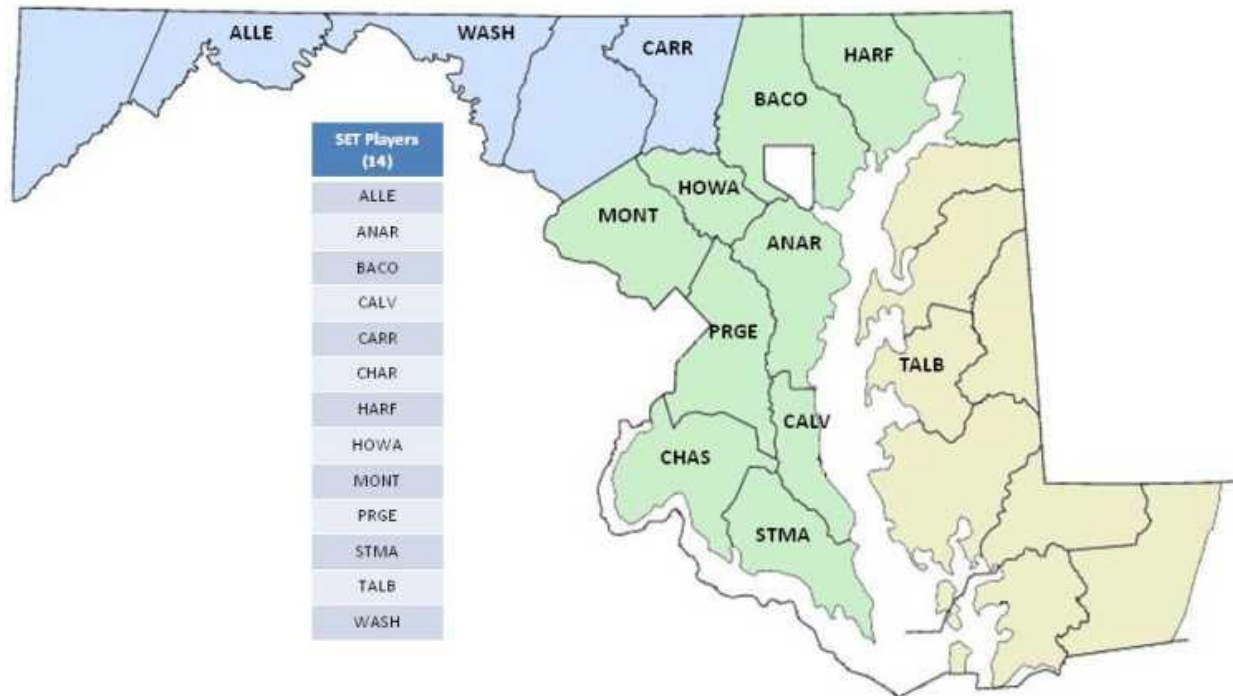 ALLE
WASH
CARR
HARF
BACO
SET Players
(14)
ALLE
ANAR
BACO
CALV
CARR
CHAR
HARF
HOWA
MONT
PRGE
STMA
TALB
WASH
HOWA
MONT
ANAR
PRGE
TALB
CALV
CHAS
STMA